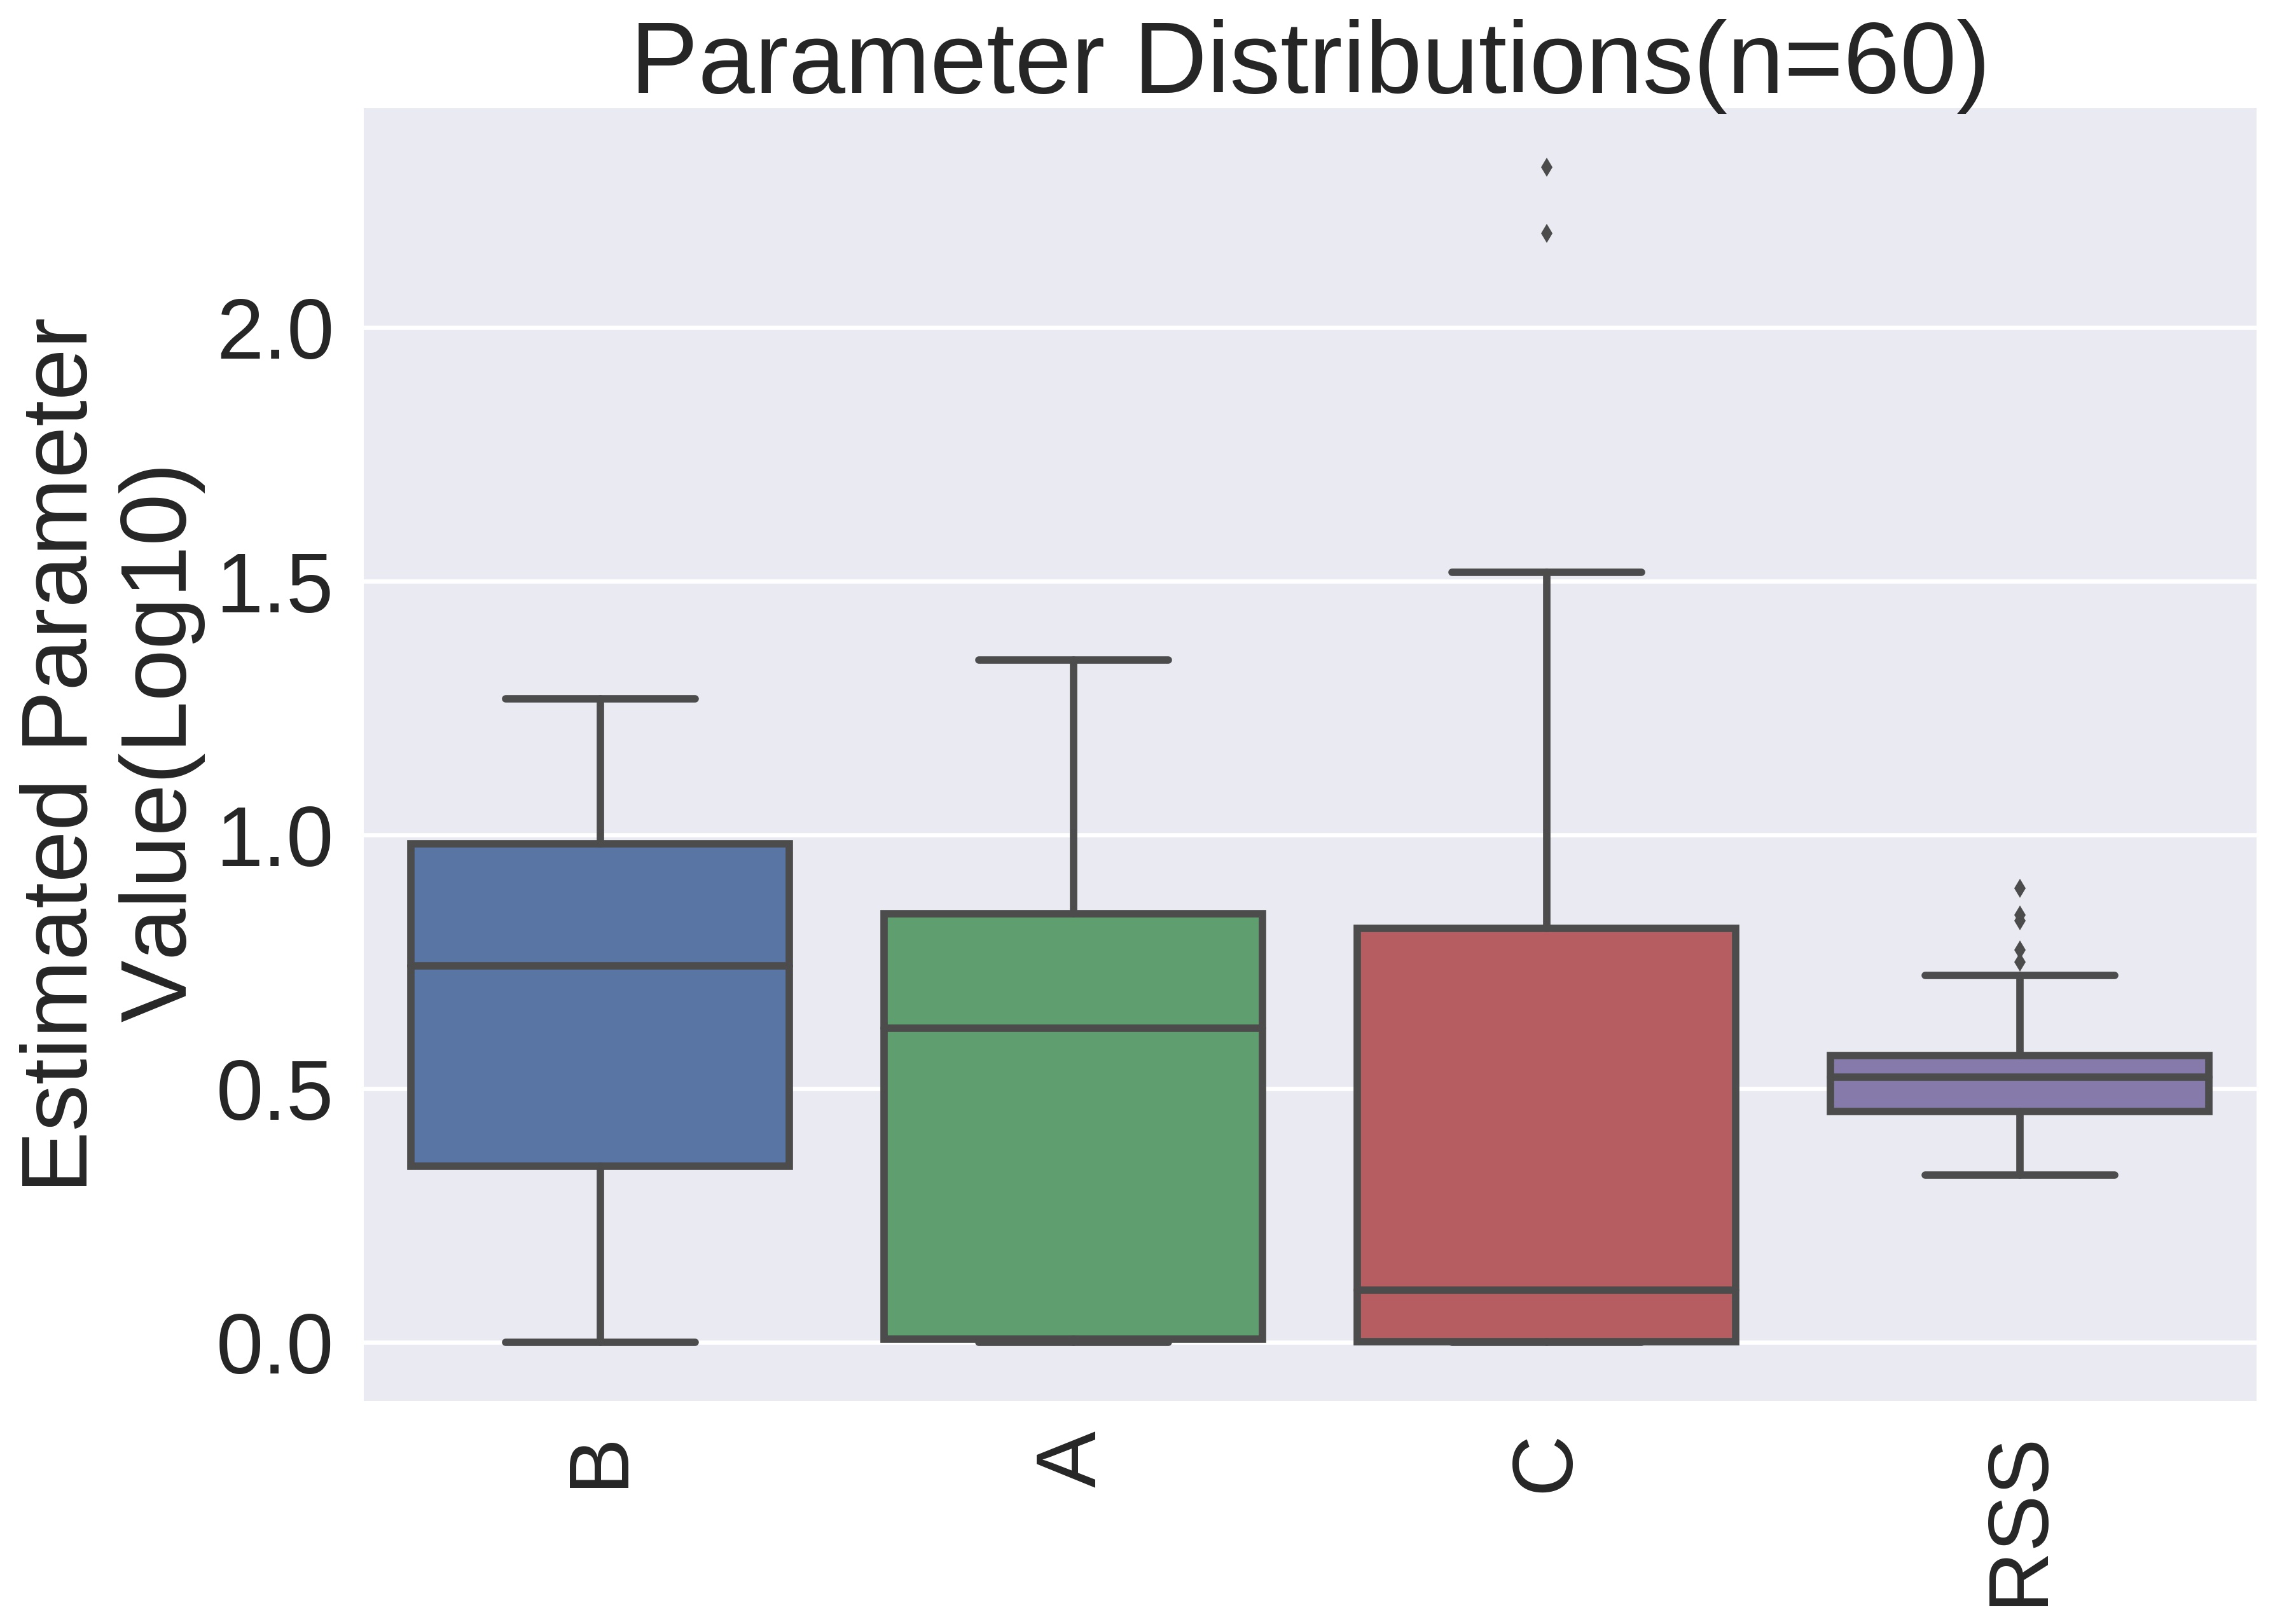 Parameter Distributions(n=60)
Estimated Parameter
Value(Log10)
2.0
1.5
1.0
0.5
0.0
B
A
C
RSS